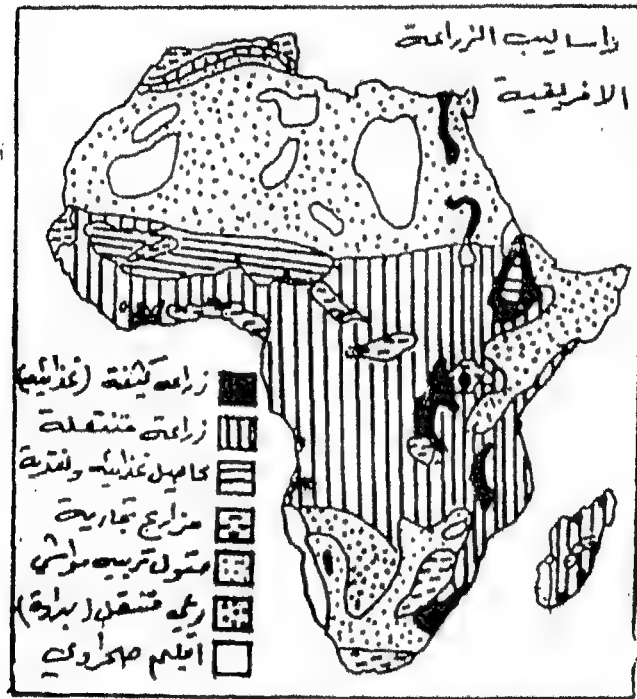 أساليب الزراعة
الافريقية
زراعة كثيفة (غذائية)
زراعة متنقلة
محاصيل غذائية ونقدية
مزارع تجارية
حقول تربية مواشي
رعي متنقل (بداوة)
اقليم صحراوي